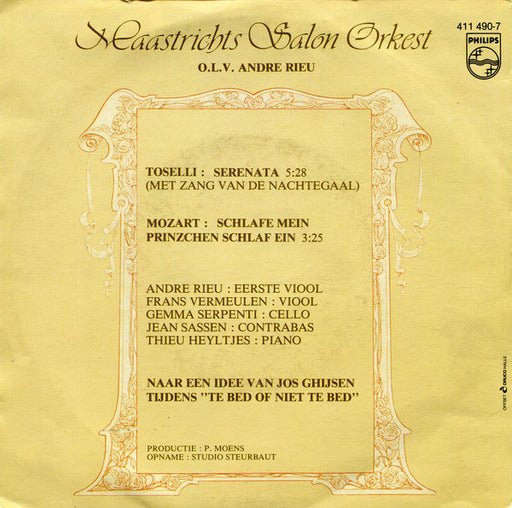 Maastrichts Salon Orkest
411 490-7
PHILIPS
O.L.V. ANDRE RIEU
TOSELLI : SERENATA 5:28
(MET ZANG VAN DE NACHTEGAAL)
MOZART : SCHLAFE MEIN
PRINZCHEN SCHLAF EIN 3:25
ANDRE RIEU : EERSTE VIOOL
FRANS VERMEULEN : VIOOL
GEMMA SERPENTI : CELLO
JEAN SASSEN : CONTRABAS
THIEU HEYLTJES : PIANO
NAAR EEN IDEE VAN JOS GHIJSEN
TIJDENS "TE BED OF NIET TE BED"
PRODUCTIE : P. MOENS
OPNAME : STUDIO STEURBAUT
OFFSET DRUCO HALLE